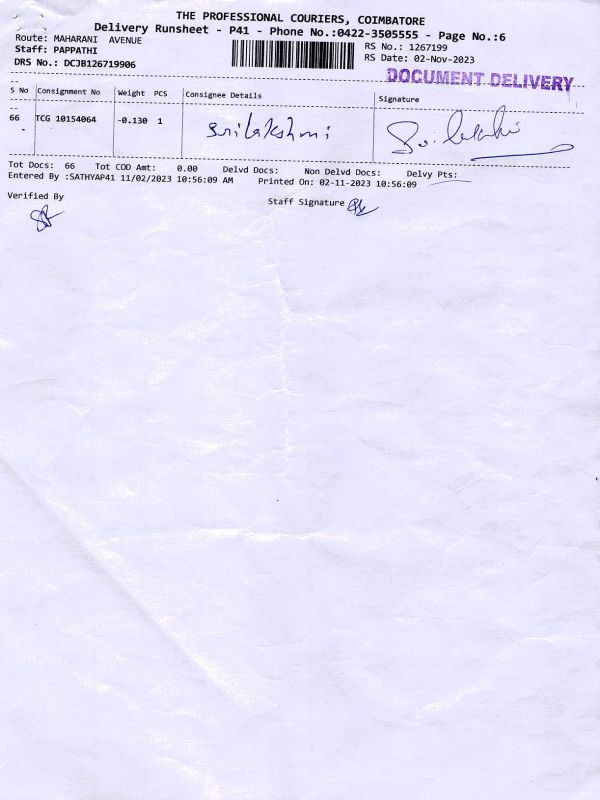 THE PROFESSIONAL COURIERS, COIMBATORE
Delivery Runsheet - P41 - Phone No.:0422-3505555 - Page No.:6
Route: MAHARANI AVENUE
RS No.: 1267199
Staff: PAPPATHI
RS Date: 02-Nov-2023
DRS No.: DCJB126719906
DOCUMENT DELIVERY
S No Consignment No Weight PCS Consignee Details Signature
66 TCG 10154064 -0.130 1 Srilakshmi
Tot Docs: 66 Tot COD Amt: 0.00 Delvd Docs: Non Delvd Docs: Delvy Pts:
Entered By :SATHYAP41 11/02/2023 10:56:09 AM Printed On: 02-11-2023 10:56:09
Verified By
Staff Signature